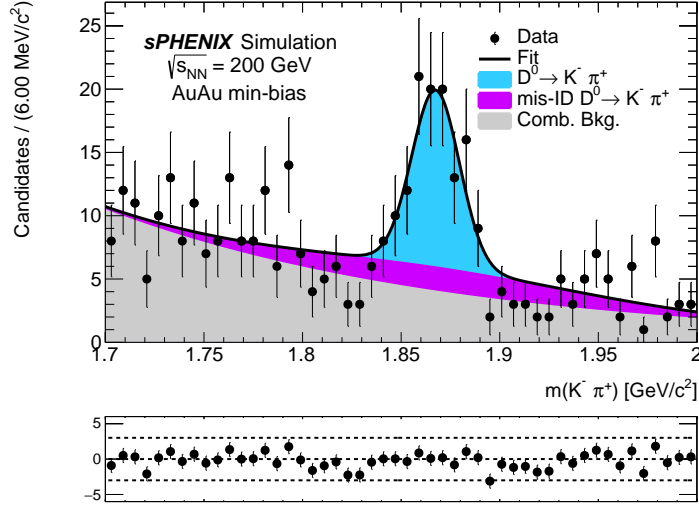 Candidates / (6.00 MeV/c²)
25
20
15
10
5
0
sPHENIX Simulation
√s_NN = 200 GeV
AuAu min-bias
Data
Fit
D⁰→ K⁻ π⁺
mis-ID D⁰→ K⁻ π⁺
Comb. Bkg.
1.7 1.75 1.8 1.85 1.9 1.95 2
m(K⁻ π⁺) [GeV/c²]
5
0
−5